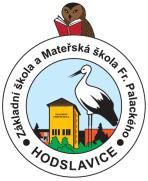 Základní škola a Mateřská škola Fr. Palackého
• HODSLAVICE •